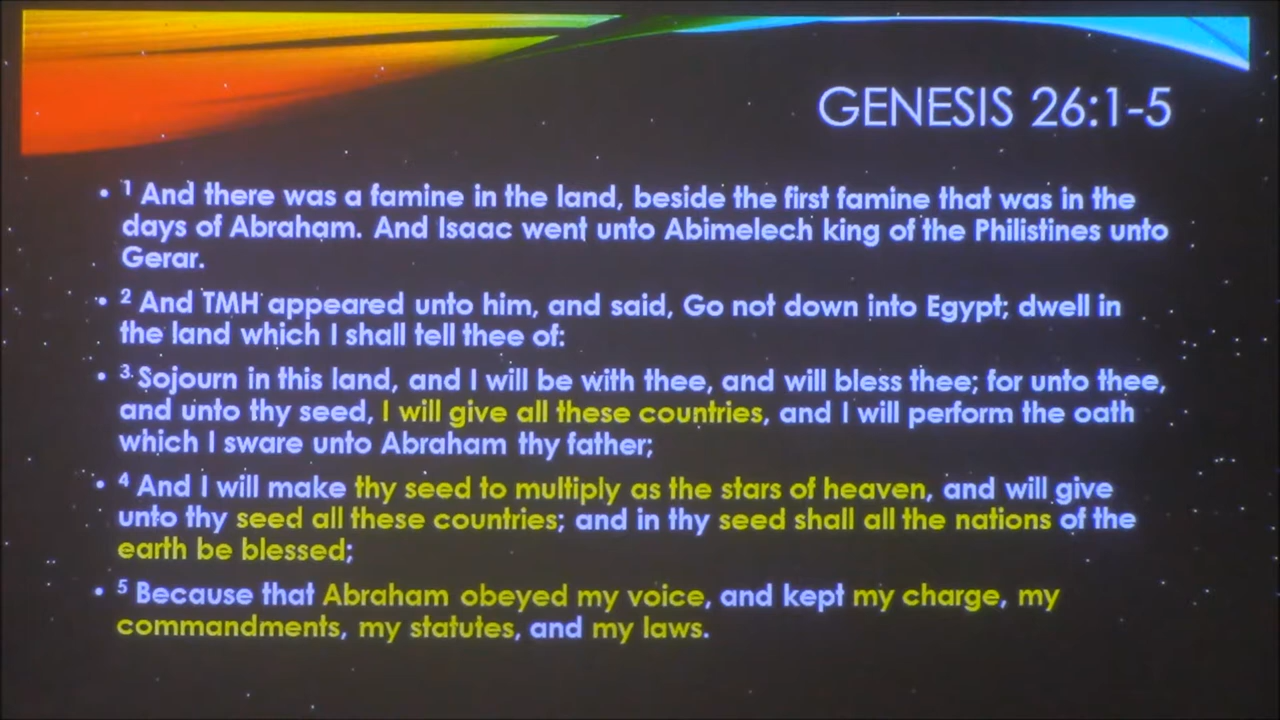 GENESIS 26:1-5
• ¹ And there was a famine in the land, beside the first famine that was in the
days of Abraham. And Isaac went unto Abimelech king of the Philistines unto
Gerar.
• ² And TMH appeared unto him, and said, Go not down into Egypt; dwell in
the land which I shall tell thee of:
• ³ Sojourn in this land, and I will be with thee, and will bless thee; for unto thee,
and unto thy seed, I will give all these countries, and I will perform the oath
which I sware unto Abraham thy father;
• ⁴ And I will make thy seed to multiply as the stars of heaven, and will give
unto thy seed all these countries; and in thy seed shall all the nations of the
earth be blessed;
• ⁵ Because that Abraham obeyed my voice, and kept my charge, my
commandments, my statutes, and my laws.